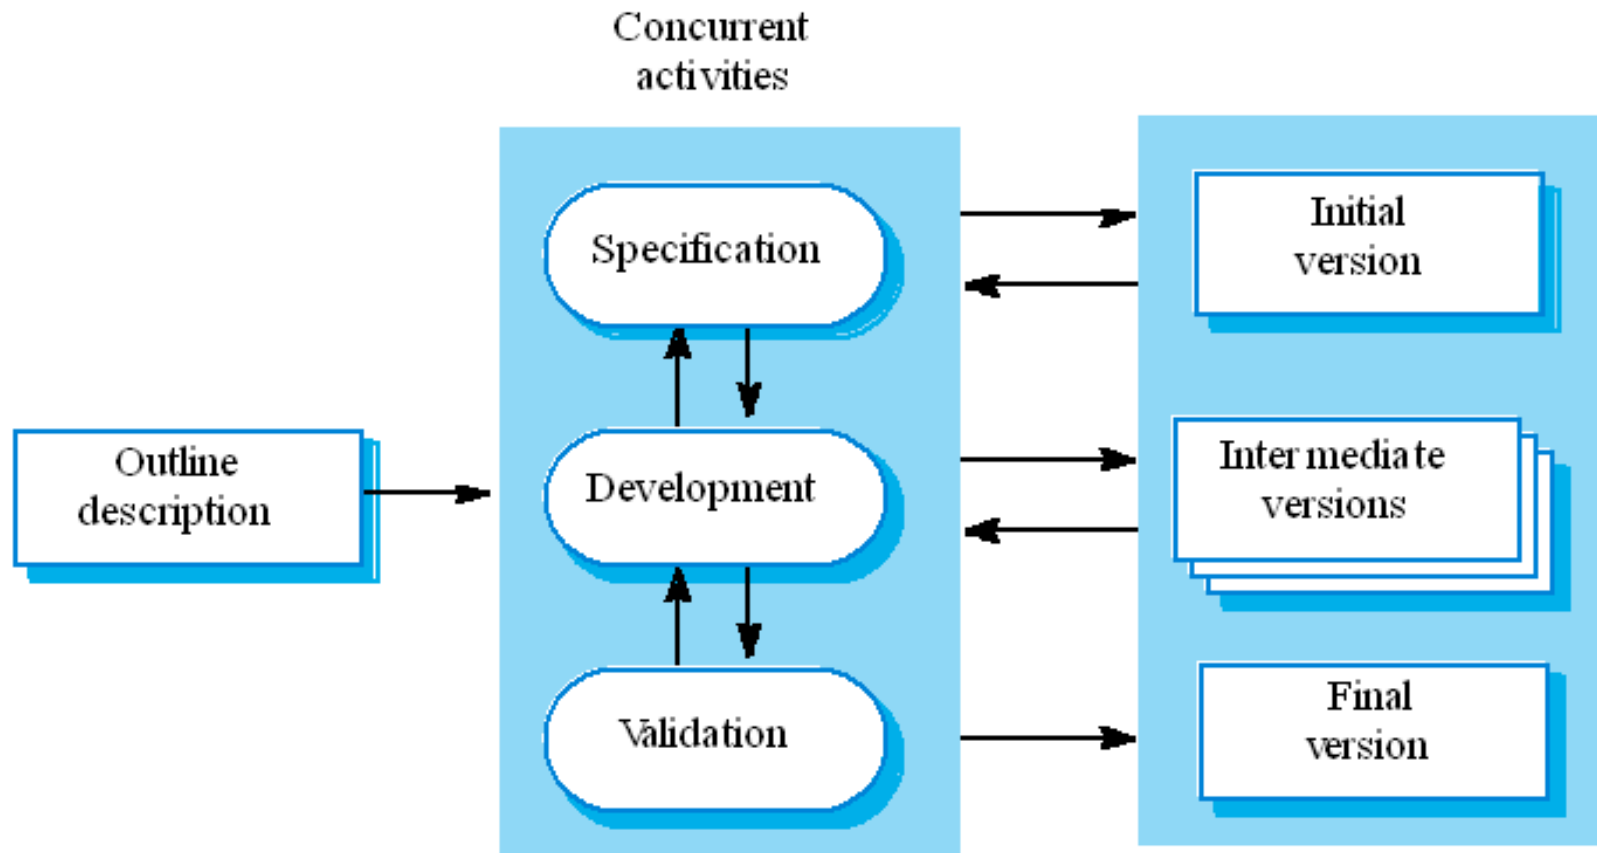 Concurrent
activities
Specification
Initial
version
Outline
description
Development
Intermediate
versions
Validation
Final
version